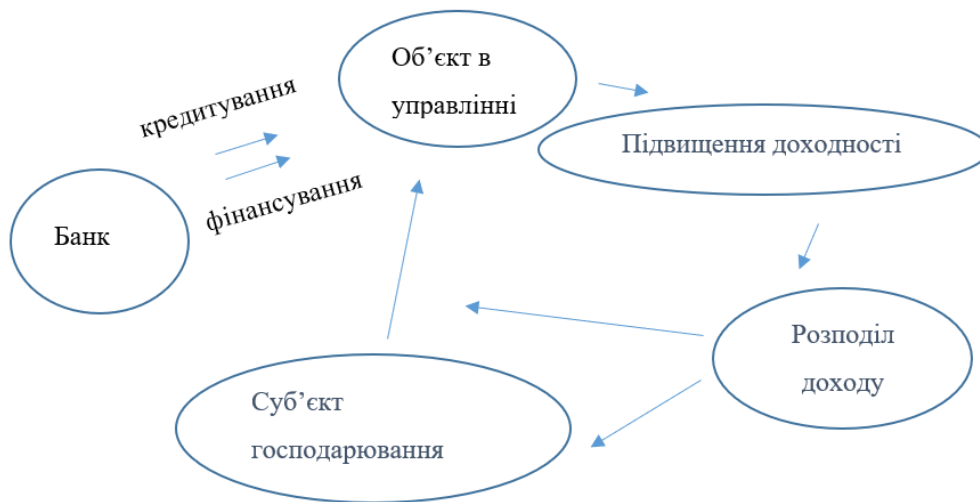 Об’єкт в
управлінні
кредитування
фінансування
Банк
Підвищення доходності
Розподіл
доходу
Суб’єкт
господарювання